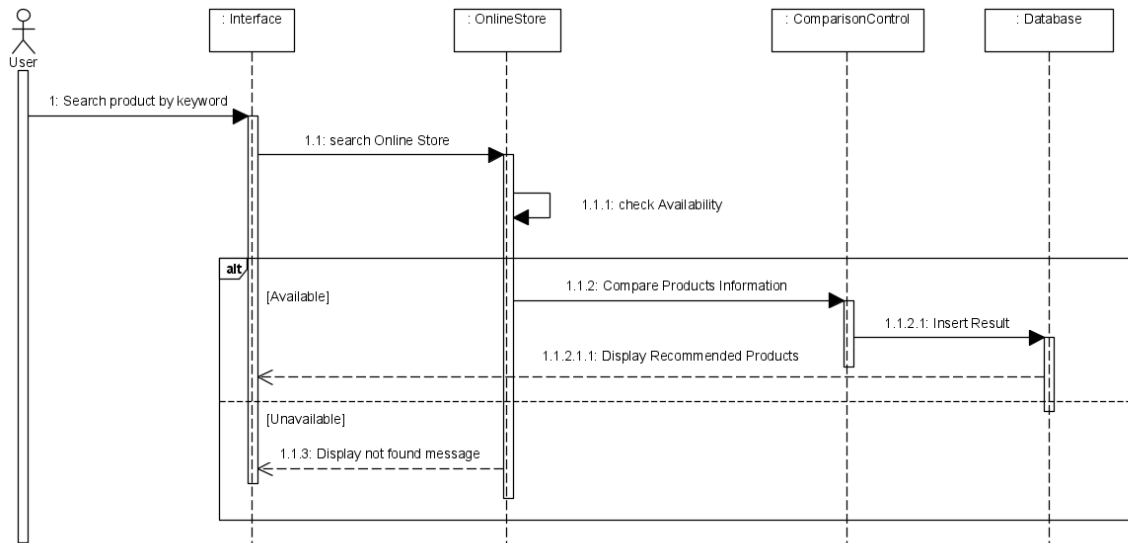 : Interface
: OnlineStore
: ComparisonControl
: Database
User
1: Search product by keyword
1.1: search Online Store
1.1.1: check Availability
alt
[Available]
1.1.2: Compare Products Information
1.1.2.1: Insert Result
1.1.2.1.1: Display Recommended Products
[Unavailable]
1.1.3: Display not found message